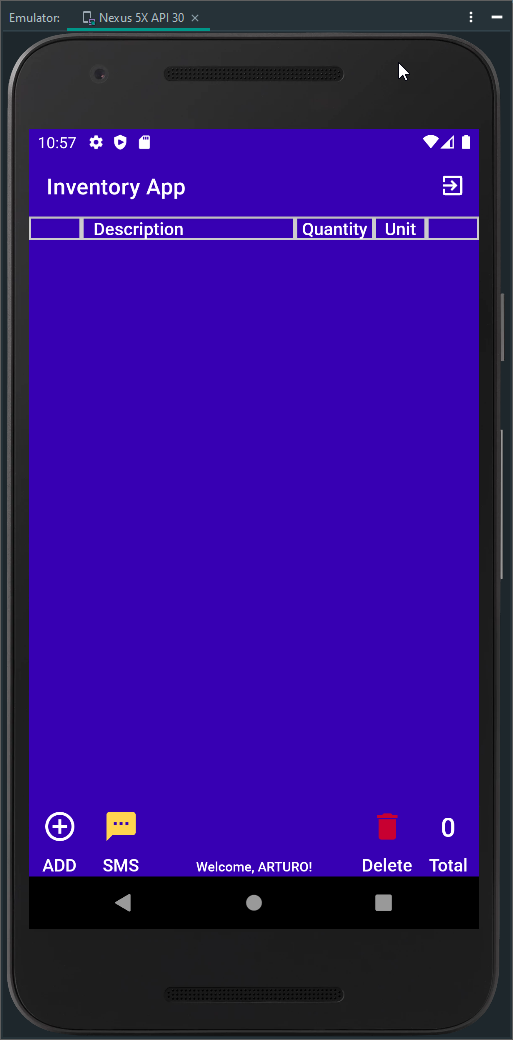 Emulator: Nexus 5X API 30
10:57
Inventory App
Description Quantity Unit
0
ADD SMS Welcome, ARTURO! Delete Total